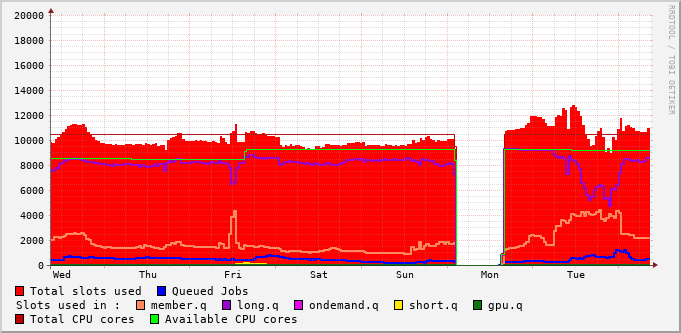 20000
18000
16000
14000
12000
10000
8000
6000
4000
2000
0
Wed Thu Fri Sat Sun Mon Tue
Total slots used Queued Jobs
Slots used in : member.q long.q ondemand.q short.q gpu.q
Total CPU cores Available CPU cores
RRDTOOL / TOBI OETIKER